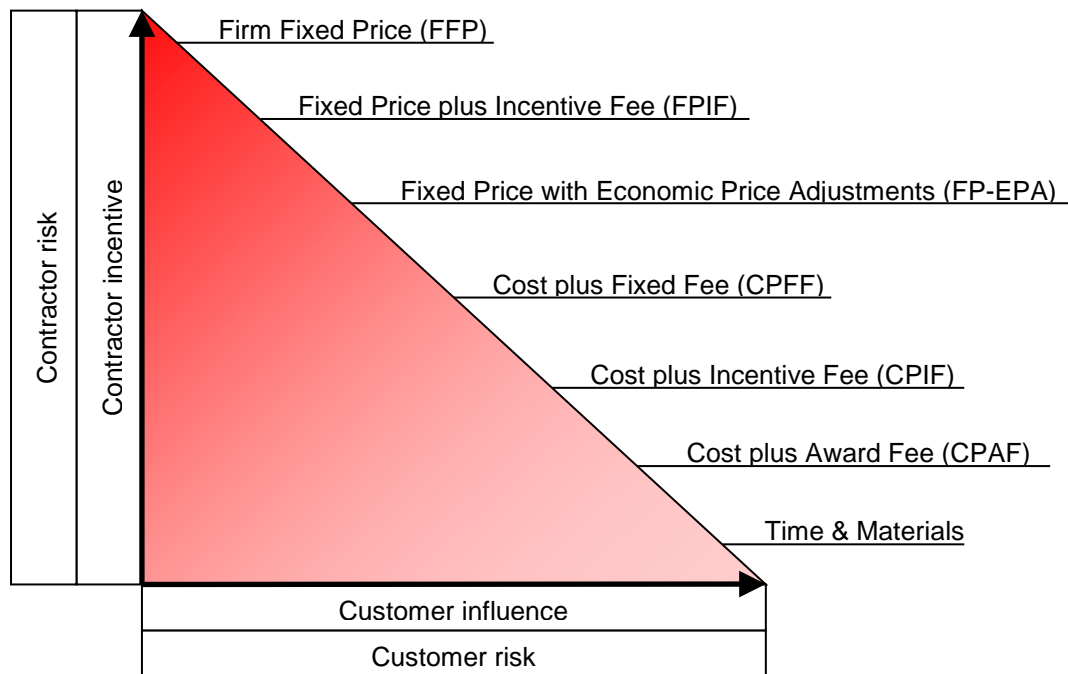 Firm Fixed Price (FFP)
Fixed Price plus Incentive Fee (FPIF)
Fixed Price with Economic Price Adjustments (FP-EPA)
Cost plus Fixed Fee (CPFF)
Cost plus Incentive Fee (CPIF)
Cost plus Award Fee (CPAF)
Time & Materials
Contractor risk
Contractor incentive
Customer influence
Customer risk